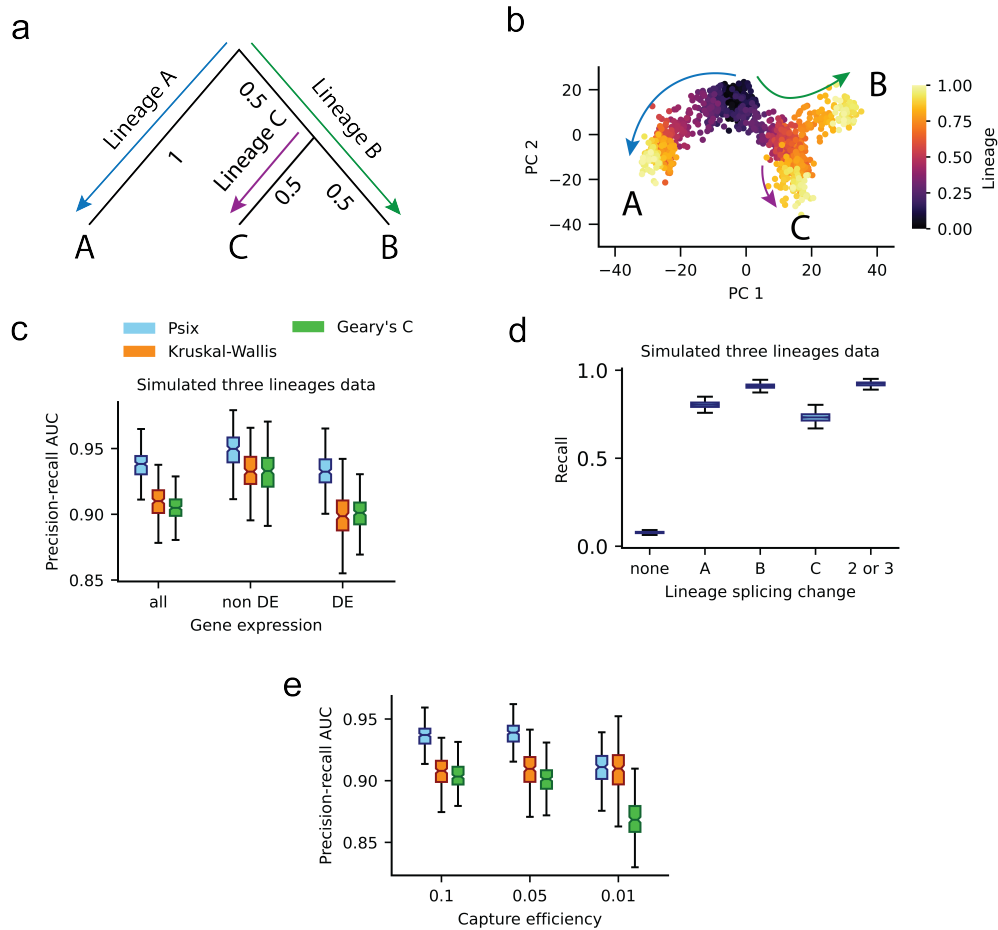 a
Lineage A
1
0.5
Lineage C
0.5
0.5
Lineage B
A
C
B
b
20
0
−20
−40
PC 2
−40
−20
0
20
40
PC 1
A
B
C
1.00
0.75
0.50
0.25
0.00
Lineage
c
Psix
Kruskal-Wallis
Geary's C
Simulated three lineages data
Precision-recall AUC
0.95
0.90
0.85
all
non DE
DE
Gene expression
d
Simulated three lineages data
Recall
1.0
0.5
0.0
none
A
B
C
2 or 3
Lineage splicing change
e
Precision-recall AUC
0.95
0.90
0.85
0.1
0.05
0.01
Capture efficiency